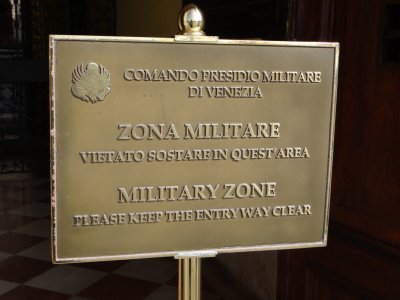 COMANDO PRESIDIO MILITARE
DI VENEZIA
ZONA MILITARE
VIETATO SOSTARE IN QUEST'AREA
MILITARY ZONE
PLEASE KEEP THE ENTRY WAY CLEAR